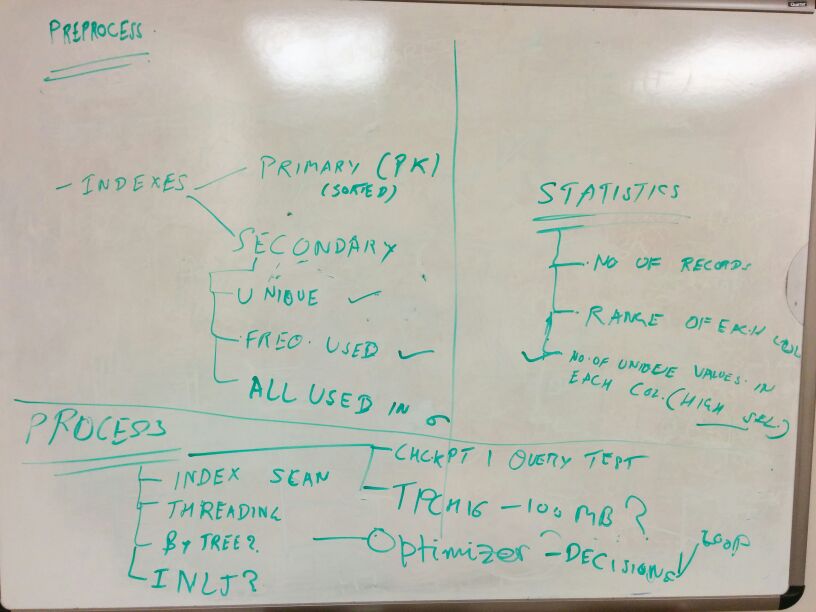 PREPROCESS
- INDEXES
PRIMARY (PK)
(SORTED)
SECONDARY
UNIQUE ✓
FREQ. USED ✓
ALL USED IN σ
STATISTICS
NO OF RECORDS
RANGE OF EACH COL
✓ NO. OF UNIQUE VALUES IN
EACH COL. (HIGH SEL.)
PROCESS
INDEX SCAN
THREADING
B+ TREE?
INLJ?
CHCKPT 1 QUERY TEST
TPCH16 - 100 MB?
Optimizer? - DECISIONS